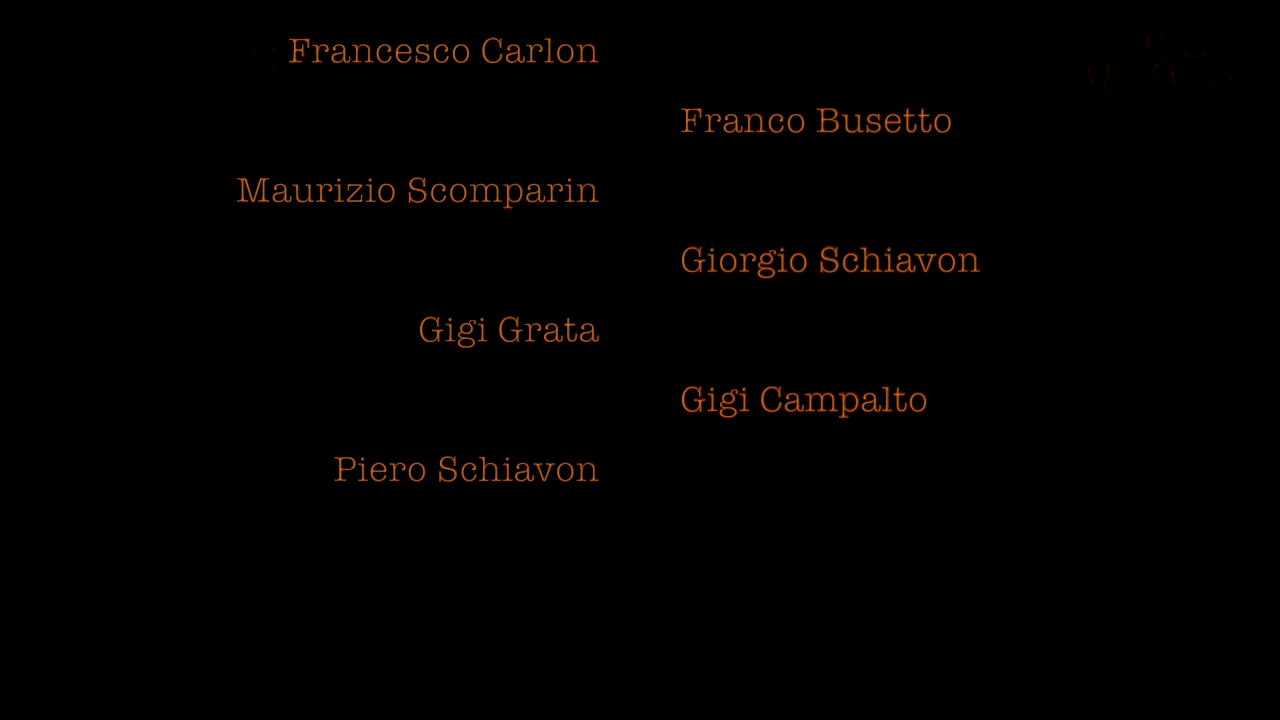 Francesco Carlon
Franco Busetto
Maurizio Scomparin
Giorgio Schiavon
Gigi Grata
Gigi Campalto
Piero Schiavon